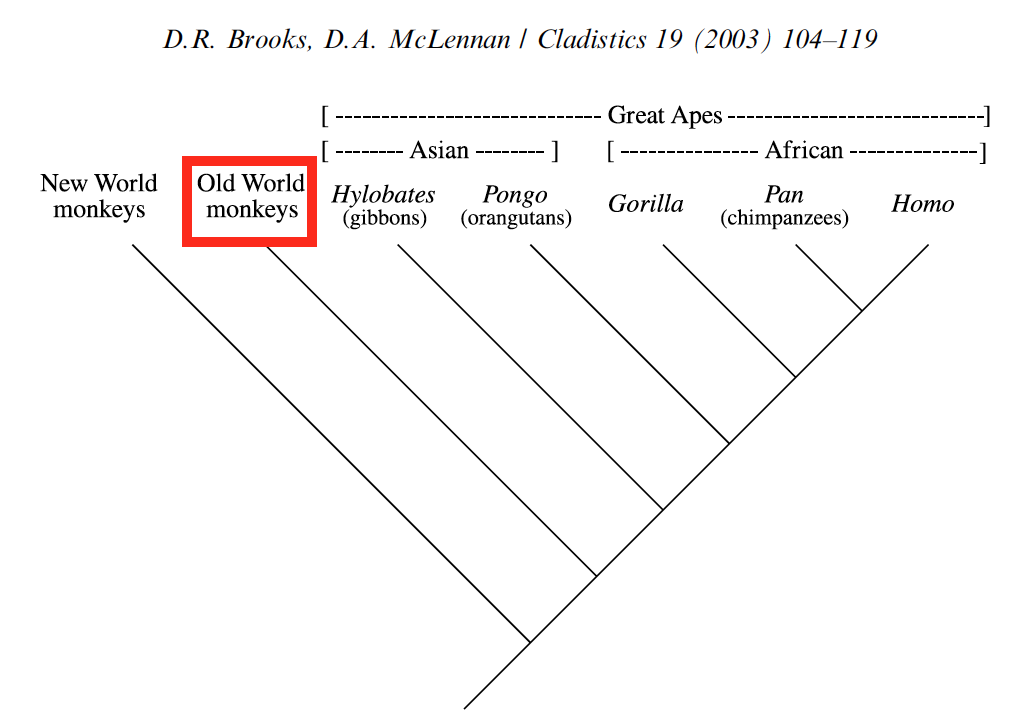 D.R. Brooks, D.A. McLennan / Cladistics 19 (2003) 104–119
[ ----------------------------- Great Apes ----------------------------]
[ -------- Asian -------- ] [ --------------- African --------------]
New World monkeys
Old World monkeys
Hylobates (gibbons)
Pongo (orangutans)
Gorilla
Pan (chimpanzees)
Homo